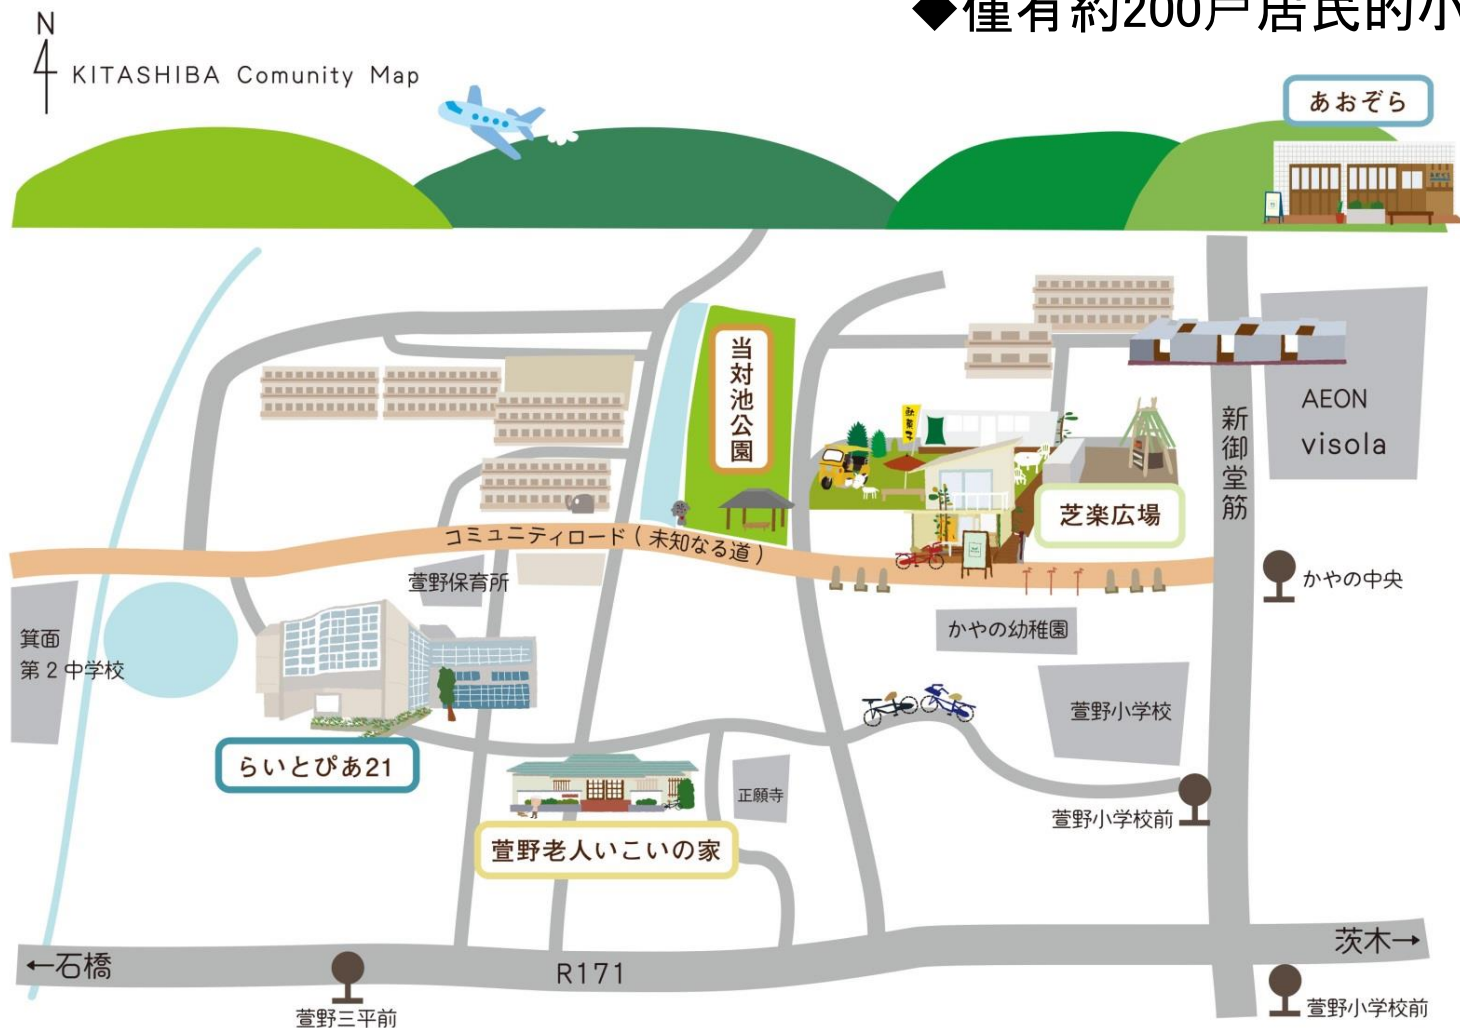 ◆僅有約200戸居民的小
N
KITASHIBA Comunity Map
あおぞら
当対池公園
駄菓子
AEON
visola
新御堂筋
芝楽広場
コミュニティロード（未知なる道）
萱野保育所
かやの中央
箕面
第2中学校
かやの幼稚園
萱野小学校
らいとぴあ21
正願寺
萱野小学校前
萱野老人いこいの家
←石橋
R171
茨木→
萱野三平前
萱野小学校前